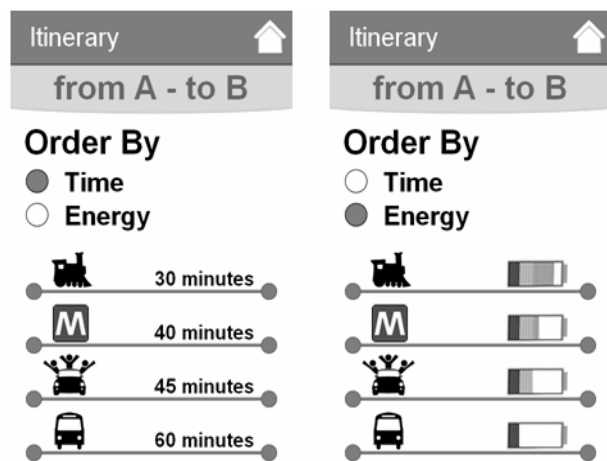 Itinerary
from A - to B
Order By
Time
Energy
30 minutes
M
40 minutes
45 minutes
60 minutes
Itinerary
from A - to B
Order By
Time
Energy
M